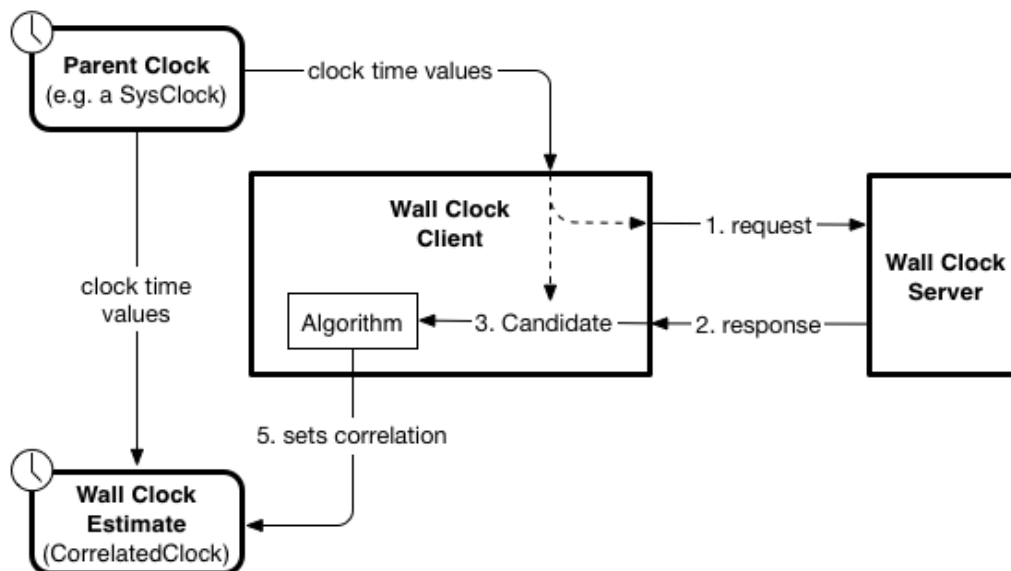 Parent Clock
(e.g. a SysClock)
clock time values
Wall Clock
Client
1. request
Wall Clock
Server
clock time
values
Algorithm
3. Candidate
2. response
5. sets correlation
Wall Clock
Estimate
(CorrelatedClock)